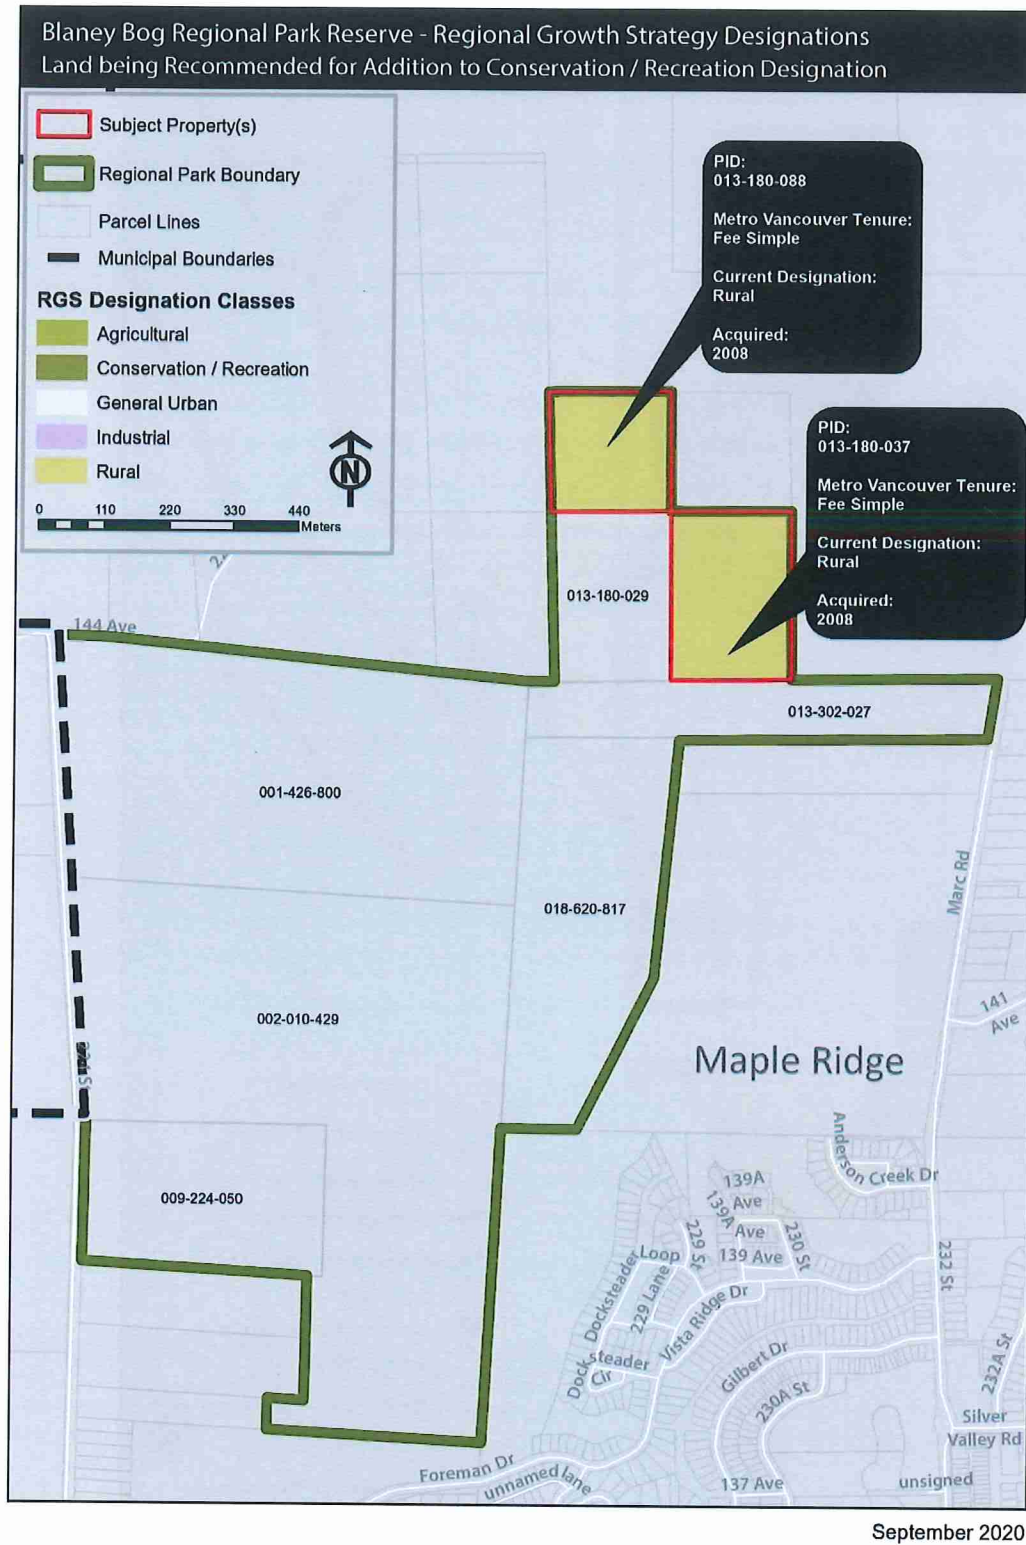 Blaney Bog Regional Park Reserve - Regional Growth Strategy Designations
Land being Recommended for Addition to Conservation / Recreation Designation
Subject Property(s)
Regional Park Boundary
Parcel Lines
Municipal Boundaries
RGS Designation Classes
Agricultural
Conservation / Recreation
General Urban
Industrial
Rural
N
0 110 220 330 440
Meters
PID:
013-180-088
Metro Vancouver Tenure:
Fee Simple
Current Designation:
Rural
Acquired:
2008
PID:
013-180-037
Metro Vancouver Tenure:
Fee Simple
Current Designation:
Rural
Acquired:
2008
013-180-029
144 Ave
013-302-027
001-426-800
Marc Rd
018-620-817
002-010-429
141
Ave
Maple Ridge
Anderson Creek Dr
009-224-050
139A
Ave
139A
Ave
229 St
230 St
139 Ave
232 St
Docksteader Loop
229 Lane
Vista Ridge Dr
Docksteader
Cir
Gilbert Dr
230A St
232A St
Silver
Valley Rd
Foreman Dr
unnamed lane
137 Ave
unsigned
September 2020